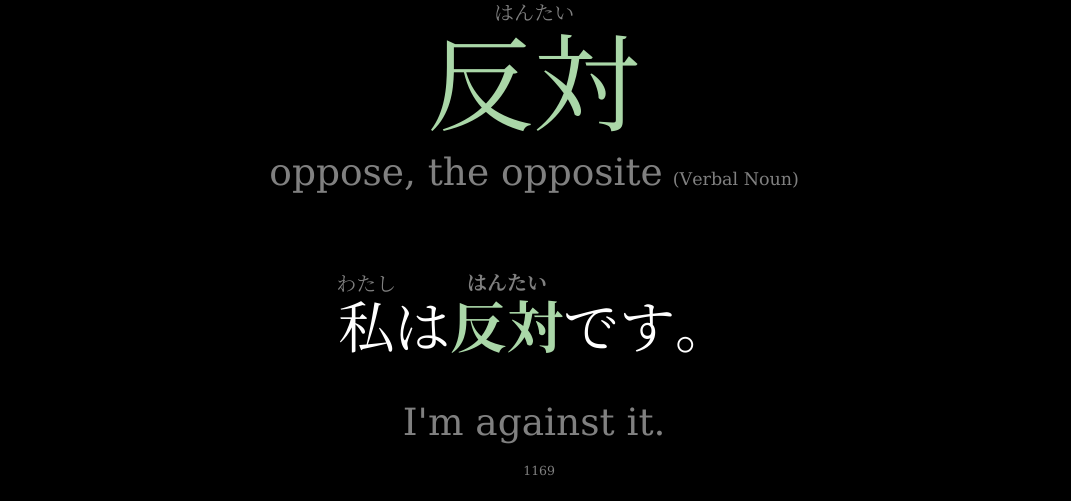 はんたい
反対
oppose, the opposite (Verbal Noun)
わたし はんたい
私は反対です。
I'm against it.
1169